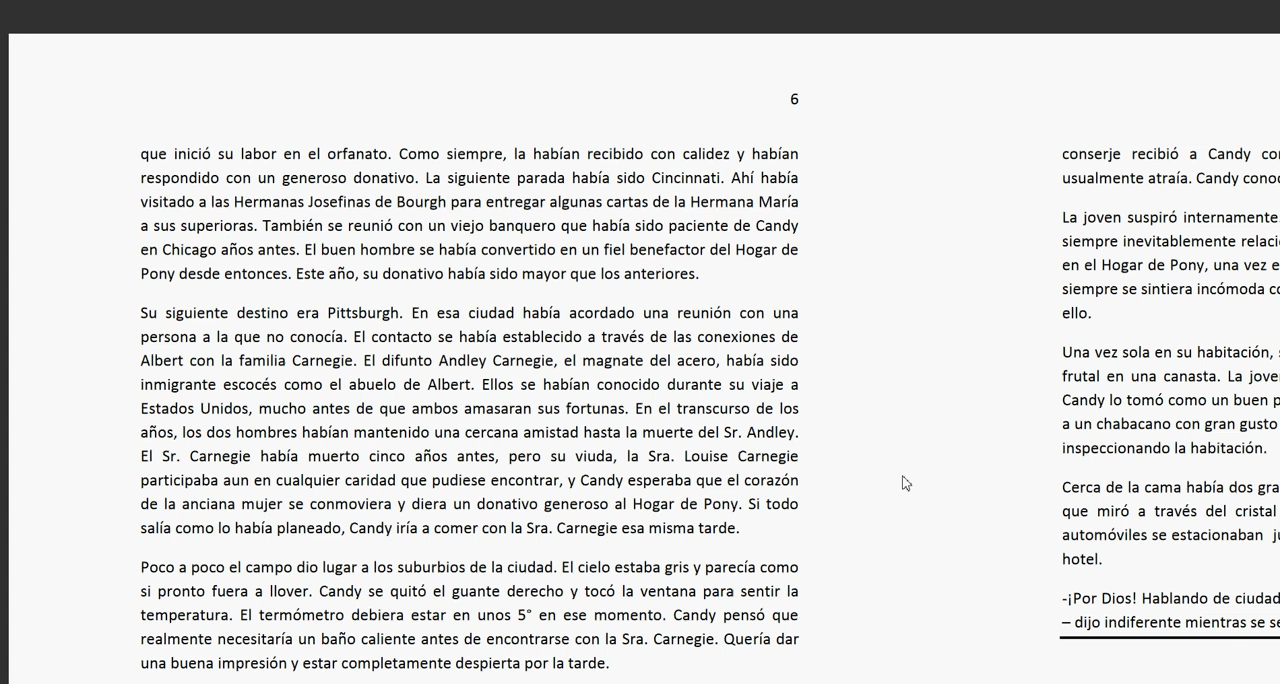 6
que inició su labor en el orfanato. Como siempre, la habían recibido con calidez y habían
respondido con un generoso donativo. La siguiente parada había sido Cincinnati. Ahí había
visitado a las Hermanas Josefinas de Bourgh para entregar algunas cartas de la Hermana María
a sus superioras. También se reunió con un viejo banquero que había sido paciente de Candy
en Chicago años antes. El buen hombre se había convertido en un fiel benefactor del Hogar de
Pony desde entonces. Este año, su donativo había sido mayor que los anteriores.
Su siguiente destino era Pittsburgh. En esa ciudad había acordado una reunión con una
persona a la que no conocía. El contacto se había establecido a través de las conexiones de
Albert con la familia Carnegie. El difunto Andley Carnegie, el magnate del acero, había sido
inmigrante escocés como el abuelo de Albert. Ellos se habían conocido durante su viaje a
Estados Unidos, mucho antes de que ambos amasaran sus fortunas. En el transcurso de los
años, los dos hombres habían mantenido una cercana amistad hasta la muerte del Sr. Andley.
El Sr. Carnegie había muerto cinco años antes, pero su viuda, la Sra. Louise Carnegie
participaba aun en cualquier caridad que pudiese encontrar, y Candy esperaba que el corazón
de la anciana mujer se conmoviera y diera un donativo generoso al Hogar de Pony. Si todo
salía como lo había planeado, Candy iría a comer con la Sra. Carnegie esa misma tarde.
Poco a poco el campo dio lugar a los suburbios de la ciudad. El cielo estaba gris y parecía como
si pronto fuera a llover. Candy se quitó el guante derecho y tocó la ventana para sentir la
temperatura. El termómetro debiera estar en unos 5° en ese momento. Candy pensó que
realmente necesitaría un baño caliente antes de encontrarse con la Sra. Carnegie. Quería dar
una buena impresión y estar completamente despierta por la tarde.
conserje recibió a Candy
usualmente atraía. Candy
La joven suspiró internamente
siempre inevitablemente
en el Hogar de Pony, una vez
siempre se sintiera incómoda
ello.
Una vez sola en su habitación,
frutal en una canasta. La
Candy lo tomó como un buen
a un chabacano con gran gusto
inspeccionando la habitación.
Cerca de la cama había dos
que miró a través del cristal
automóviles se estacionaban
hotel.
-¡Por Dios! Hablando de
– dijo indiferente mientras se